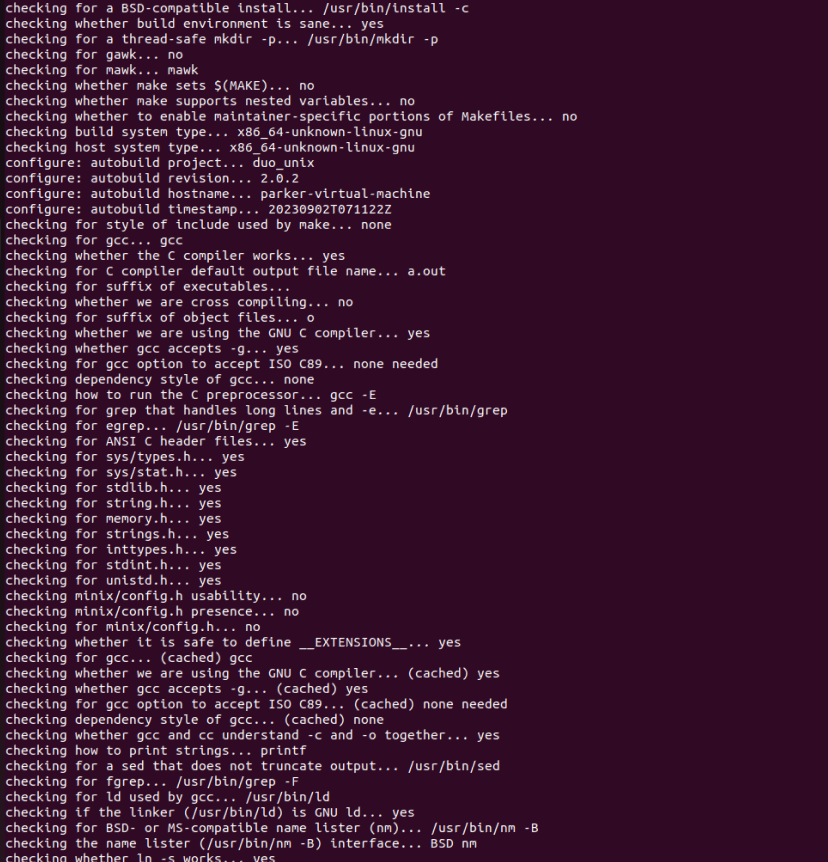 checking for a BSD-compatible install... /usr/bin/install -c
checking whether build environment is sane... yes
checking for a thread-safe mkdir -p... /usr/bin/mkdir -p
checking for gawk... no
checking for mawk... mawk
checking whether make sets $(MAKE)... no
checking whether make supports nested variables... no
checking whether to enable maintainer-specific portions of Makefiles... no
checking build system type... x86_64-unknown-linux-gnu
checking host system type... x86_64-unknown-linux-gnu
configure: autobuild project... duo_unix
configure: autobuild revision... 2.0.2
configure: autobuild hostname... parker-virtual-machine
configure: autobuild timestamp... 20230902T071122Z
checking for style of include used by make... none
checking for gcc... gcc
checking whether the C compiler works... yes
checking for C compiler default output file name... a.out
checking for suffix of executables...
checking whether we are cross compiling... no
checking for suffix of object files... o
checking whether we are using the GNU C compiler... yes
checking whether gcc accepts -g... yes
checking for gcc option to accept ISO C89... none needed
checking dependency style of gcc... none
checking how to run the C preprocessor... gcc -E
checking for grep that handles long lines and -e... /usr/bin/grep
checking for egrep... /usr/bin/grep -E
checking for ANSI C header files... yes
checking for sys/types.h... yes
checking for sys/stat.h... yes
checking for stdlib.h... yes
checking for string.h... yes
checking for memory.h... yes
checking for strings.h... yes
checking for inttypes.h... yes
checking for stdint.h... yes
checking for unistd.h... yes
checking minix/config.h usability... no
checking minix/config.h presence... no
checking for minix/config.h... no
checking whether it is safe to define __EXTENSIONS__... yes
checking for gcc... (cached) gcc
checking whether we are using the GNU C compiler... (cached) yes
checking whether gcc accepts -g... (cached) yes
checking for gcc option to accept ISO C89... (cached) none needed
checking dependency style of gcc... (cached) none
checking whether gcc and cc understand -c and -o together... yes
checking how to print strings... printf
checking for a sed that does not truncate output... /usr/bin/sed
checking for fgrep... /usr/bin/grep -F
checking for ld used by gcc... /usr/bin/ld
checking if the linker (/usr/bin/ld) is GNU ld... yes
checking for BSD- or MS-compatible name lister (nm)... /usr/bin/nm -B
checking the name lister (/usr/bin/nm -B) interface... BSD nm
checking whether ln -s works... yes